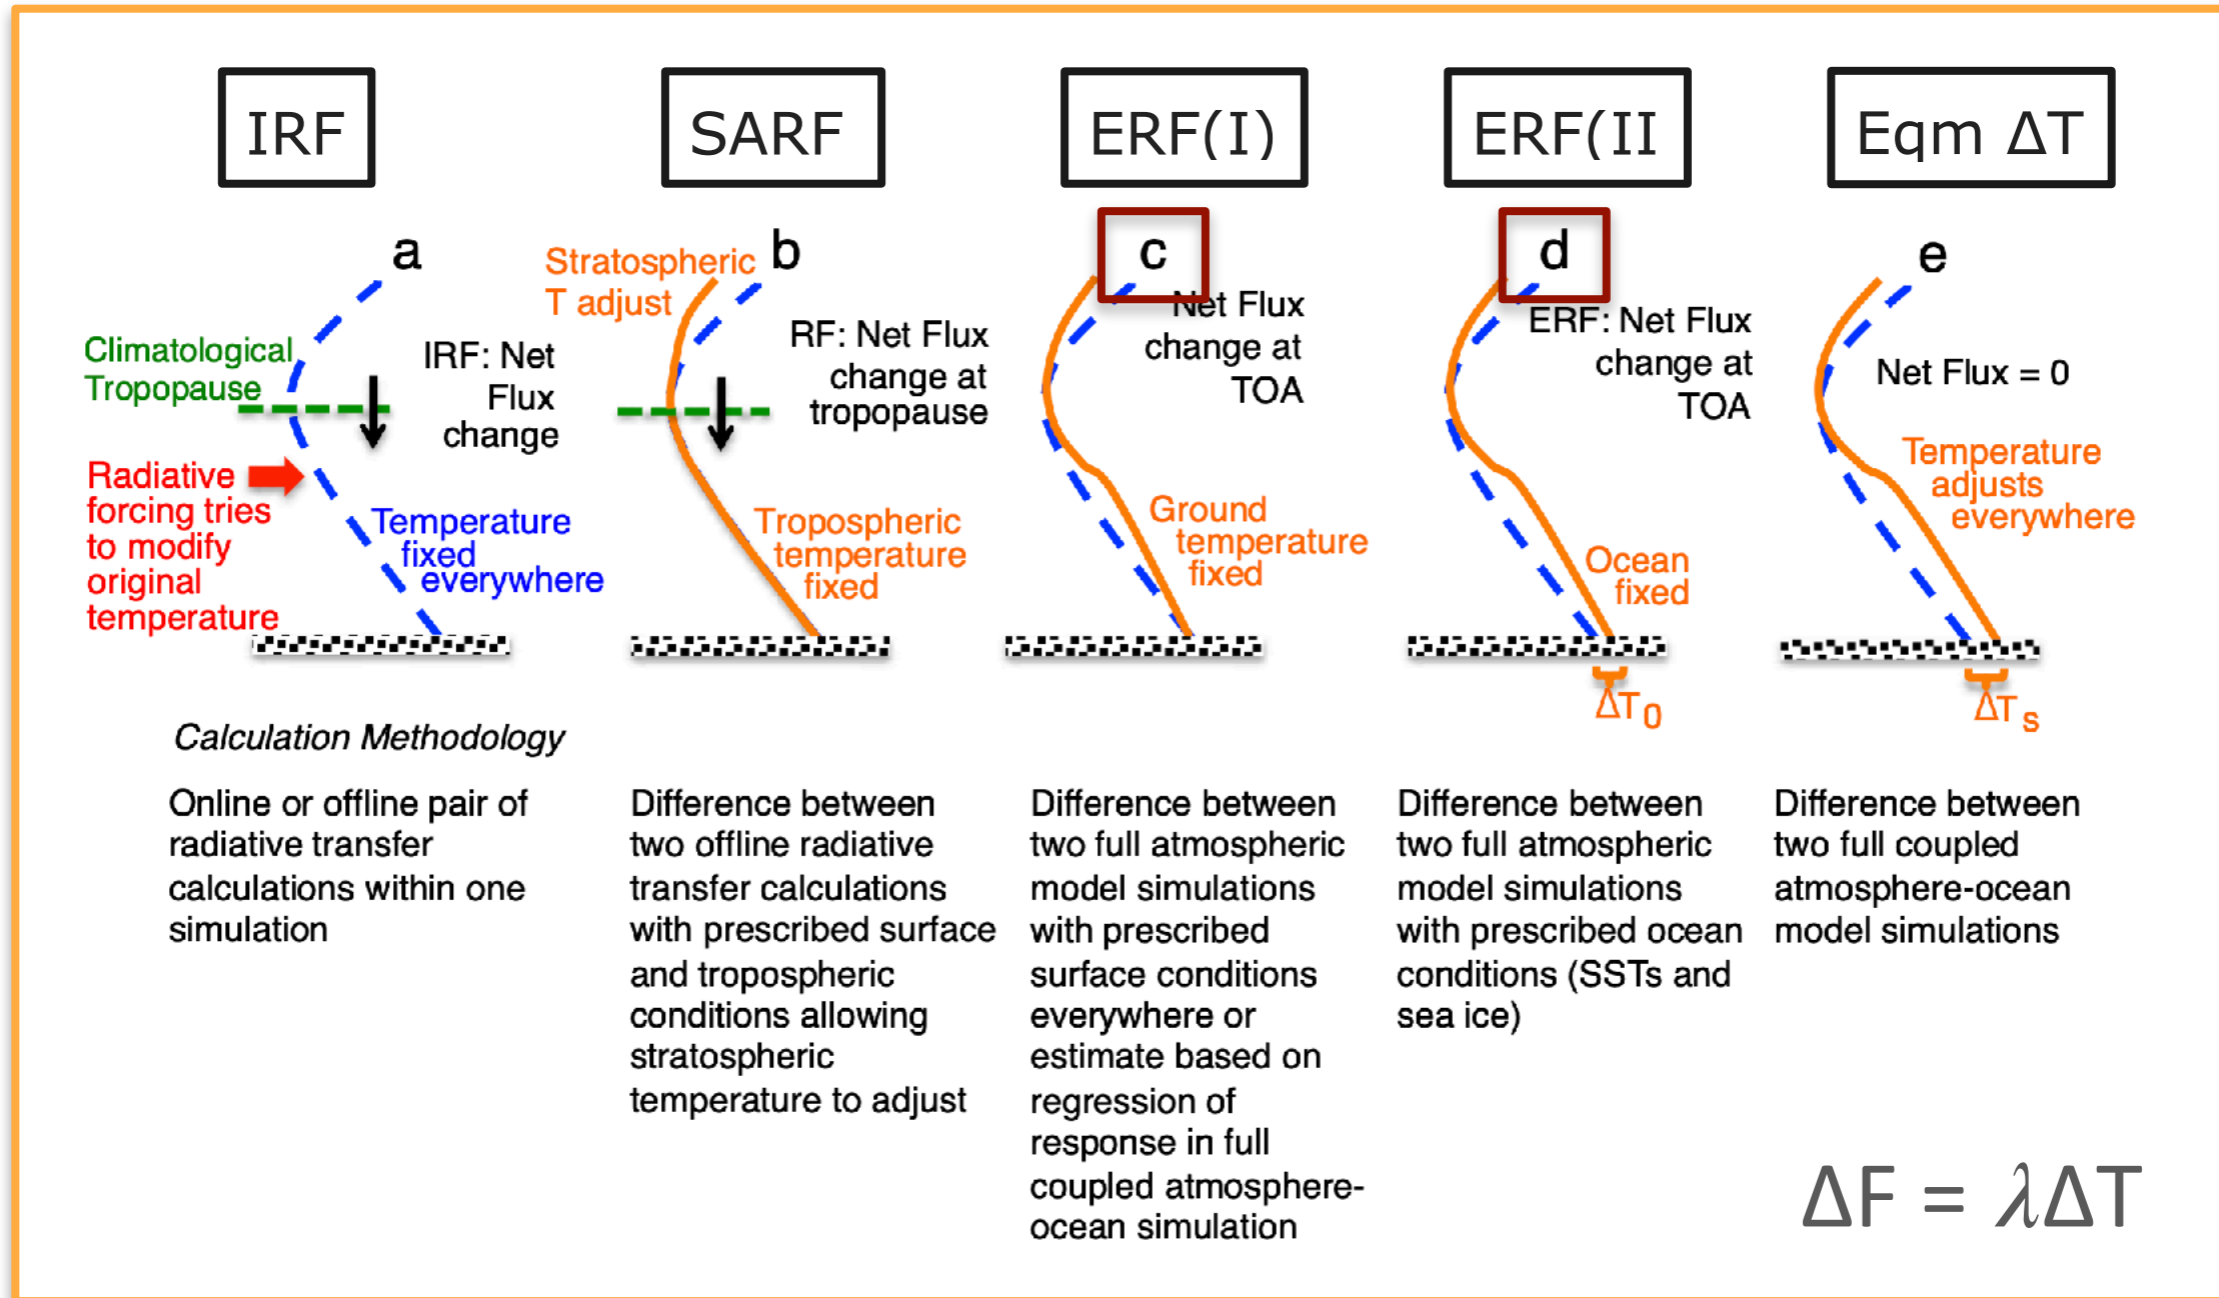 IRF
SARF
ERF(I)
ERF(II
Eqm ΔT
a
Climatological
Tropopause
IRF: Net
Flux
change
Radiative
forcing tries
to modify
original
temperature
Temperature
fixed
everywhere
Stratospheric
T adjust
b
RF: Net Flux
change at
tropopause
Tropospheric
temperature
fixed
c
Net Flux
change at
TOA
Ground
temperature
fixed
d
ERF: Net Flux
change at
TOA
Ocean
fixed
ΔT0
e
Net Flux = 0
Temperature
adjusts
everywhere
ΔTs
Calculation Methodology
Online or offline pair of
radiative transfer
calculations within one
simulation
Difference between
two offline radiative
transfer calculations
with prescribed surface
and tropospheric
conditions allowing
stratospheric
temperature to adjust
Difference between
two full atmospheric
model simulations
with prescribed
surface conditions
everywhere or
estimate based on
regression of
response in full
coupled atmosphere-
ocean simulation
Difference between
two full atmospheric
model simulations
with prescribed ocean
conditions (SSTs and
sea ice)
Difference between
two full coupled
atmosphere-ocean
model simulations
ΔF = λΔT